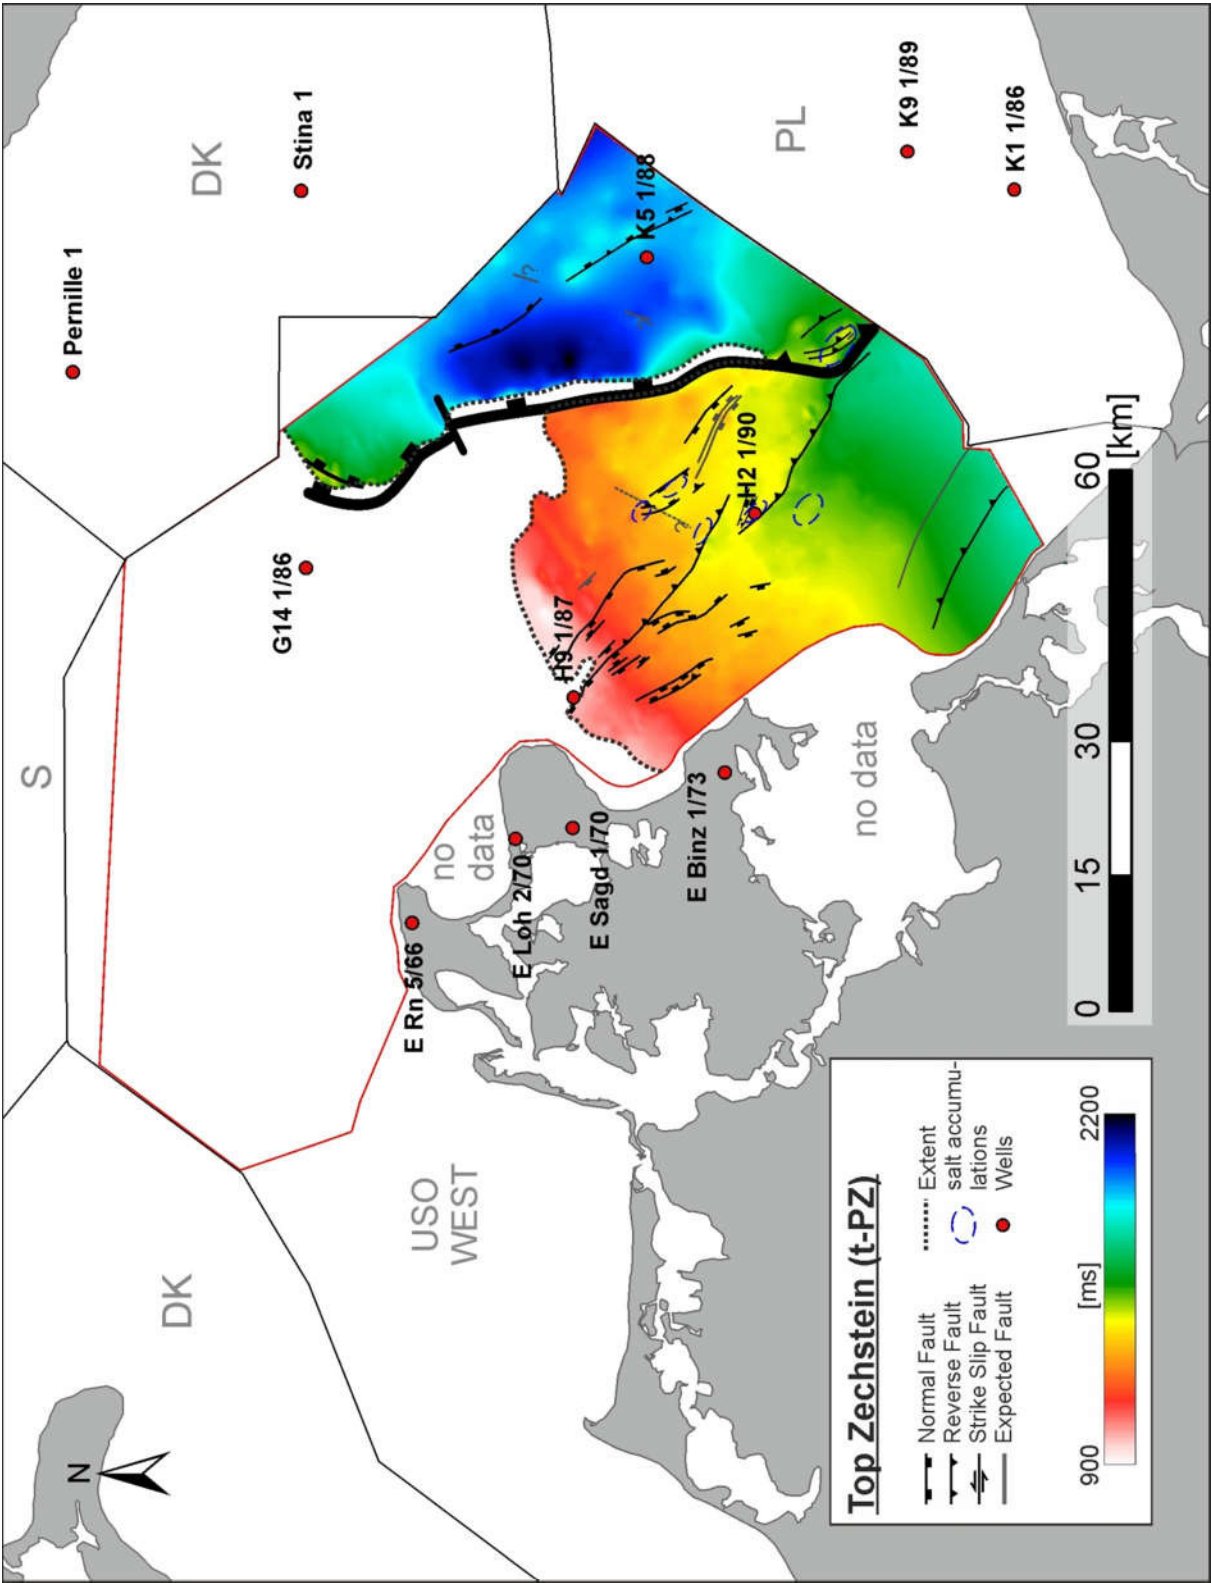 S
DK
Pernille 1
Stina 1
DK
G14 1/86
K5 1/88
PL
K9 1/89
K1 1/86
H9 1/87
H2 1/90
E Rn 5/66
no
data
E Loh 2/70
E Sagd 1/70
E Binz 1/73
no data
USO
WEST
N
Top Zechstein (t-PZ)
Normal Fault
Reverse Fault
Strike Slip Fault
Expected Fault
Extent
salt accumu-
lations
Wells
900
[ms]
2200
0
15
30
60
[km]
?
?